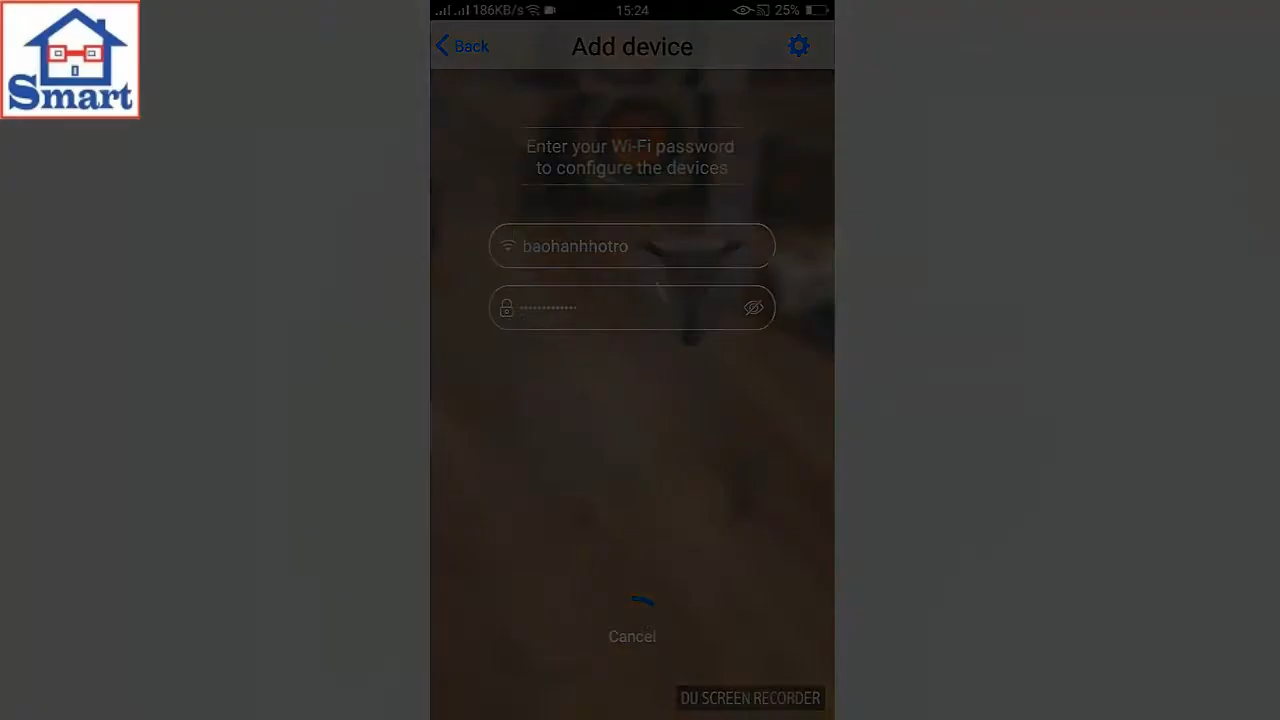 186KB/s
15:24
25%
Smart
Back
Add device
Enter your Wi-Fi password
to configure the devices
baohanhhotro
Cancel
DU SCREEN RECORDER